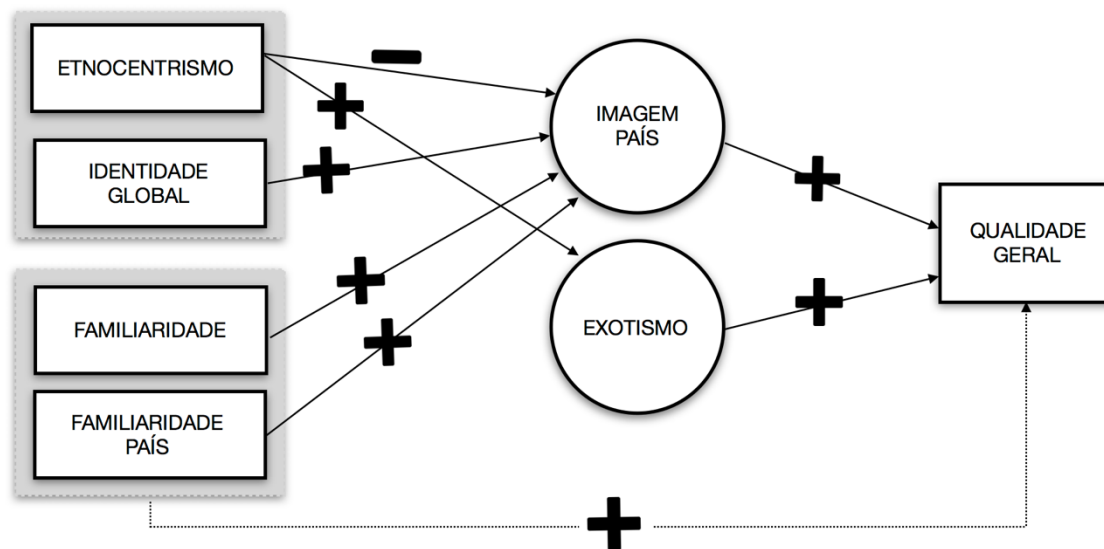 ETNOCENTRISMO
IDENTIDADE
GLOBAL
FAMILIARIDADE
FAMILIARIDADE
PAÍS
IMAGEM
PAÍS
EXOTISMO
QUALIDADE
GERAL